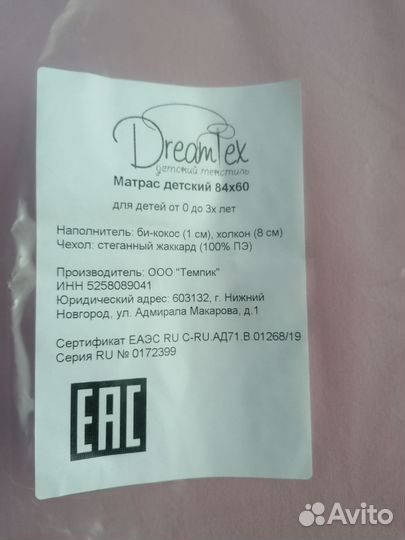 DreamTex
детский текстиль
Матрас детский 84х60
для детей от 0 до 3х лет
Наполнитель: би-кокос (1 см), холкон (8 см)
Чехол: стеганный жаккард (100% ПЭ)
Производитель: ООО "Темпик"
ИНН 5258089041
Юридический адрес: 603132, г. Нижний
Новгород, ул. Адмирала Макарова, д.1
Сертификат ЕАЭС RU С-RU.АД71.В.01268/19
Серия RU № 0172399
EAC
Avito